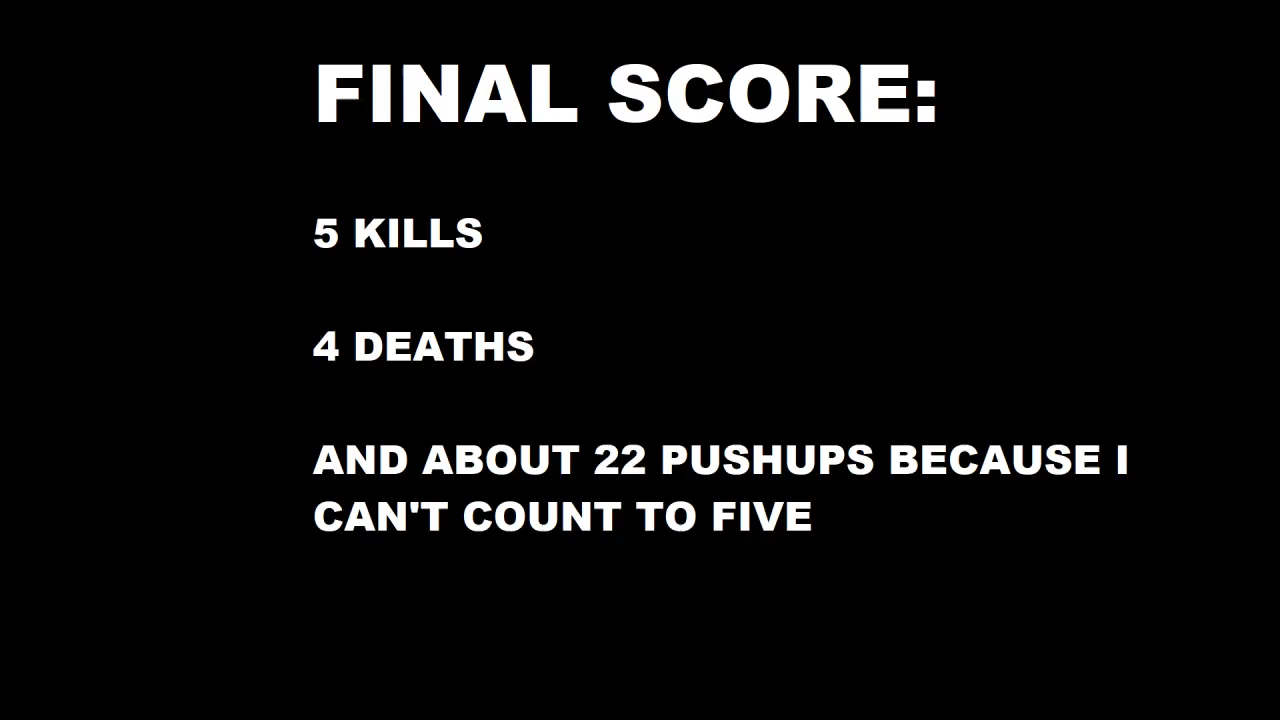 FINAL SCORE:
5 KILLS
4 DEATHS
AND ABOUT 22 PUSHUPS BECAUSE I
CAN'T COUNT TO FIVE